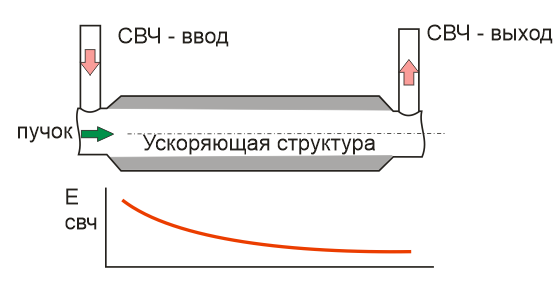 СВЧ - ввод
СВЧ - выход
пучок
Ускоряющая структура
Е
свч